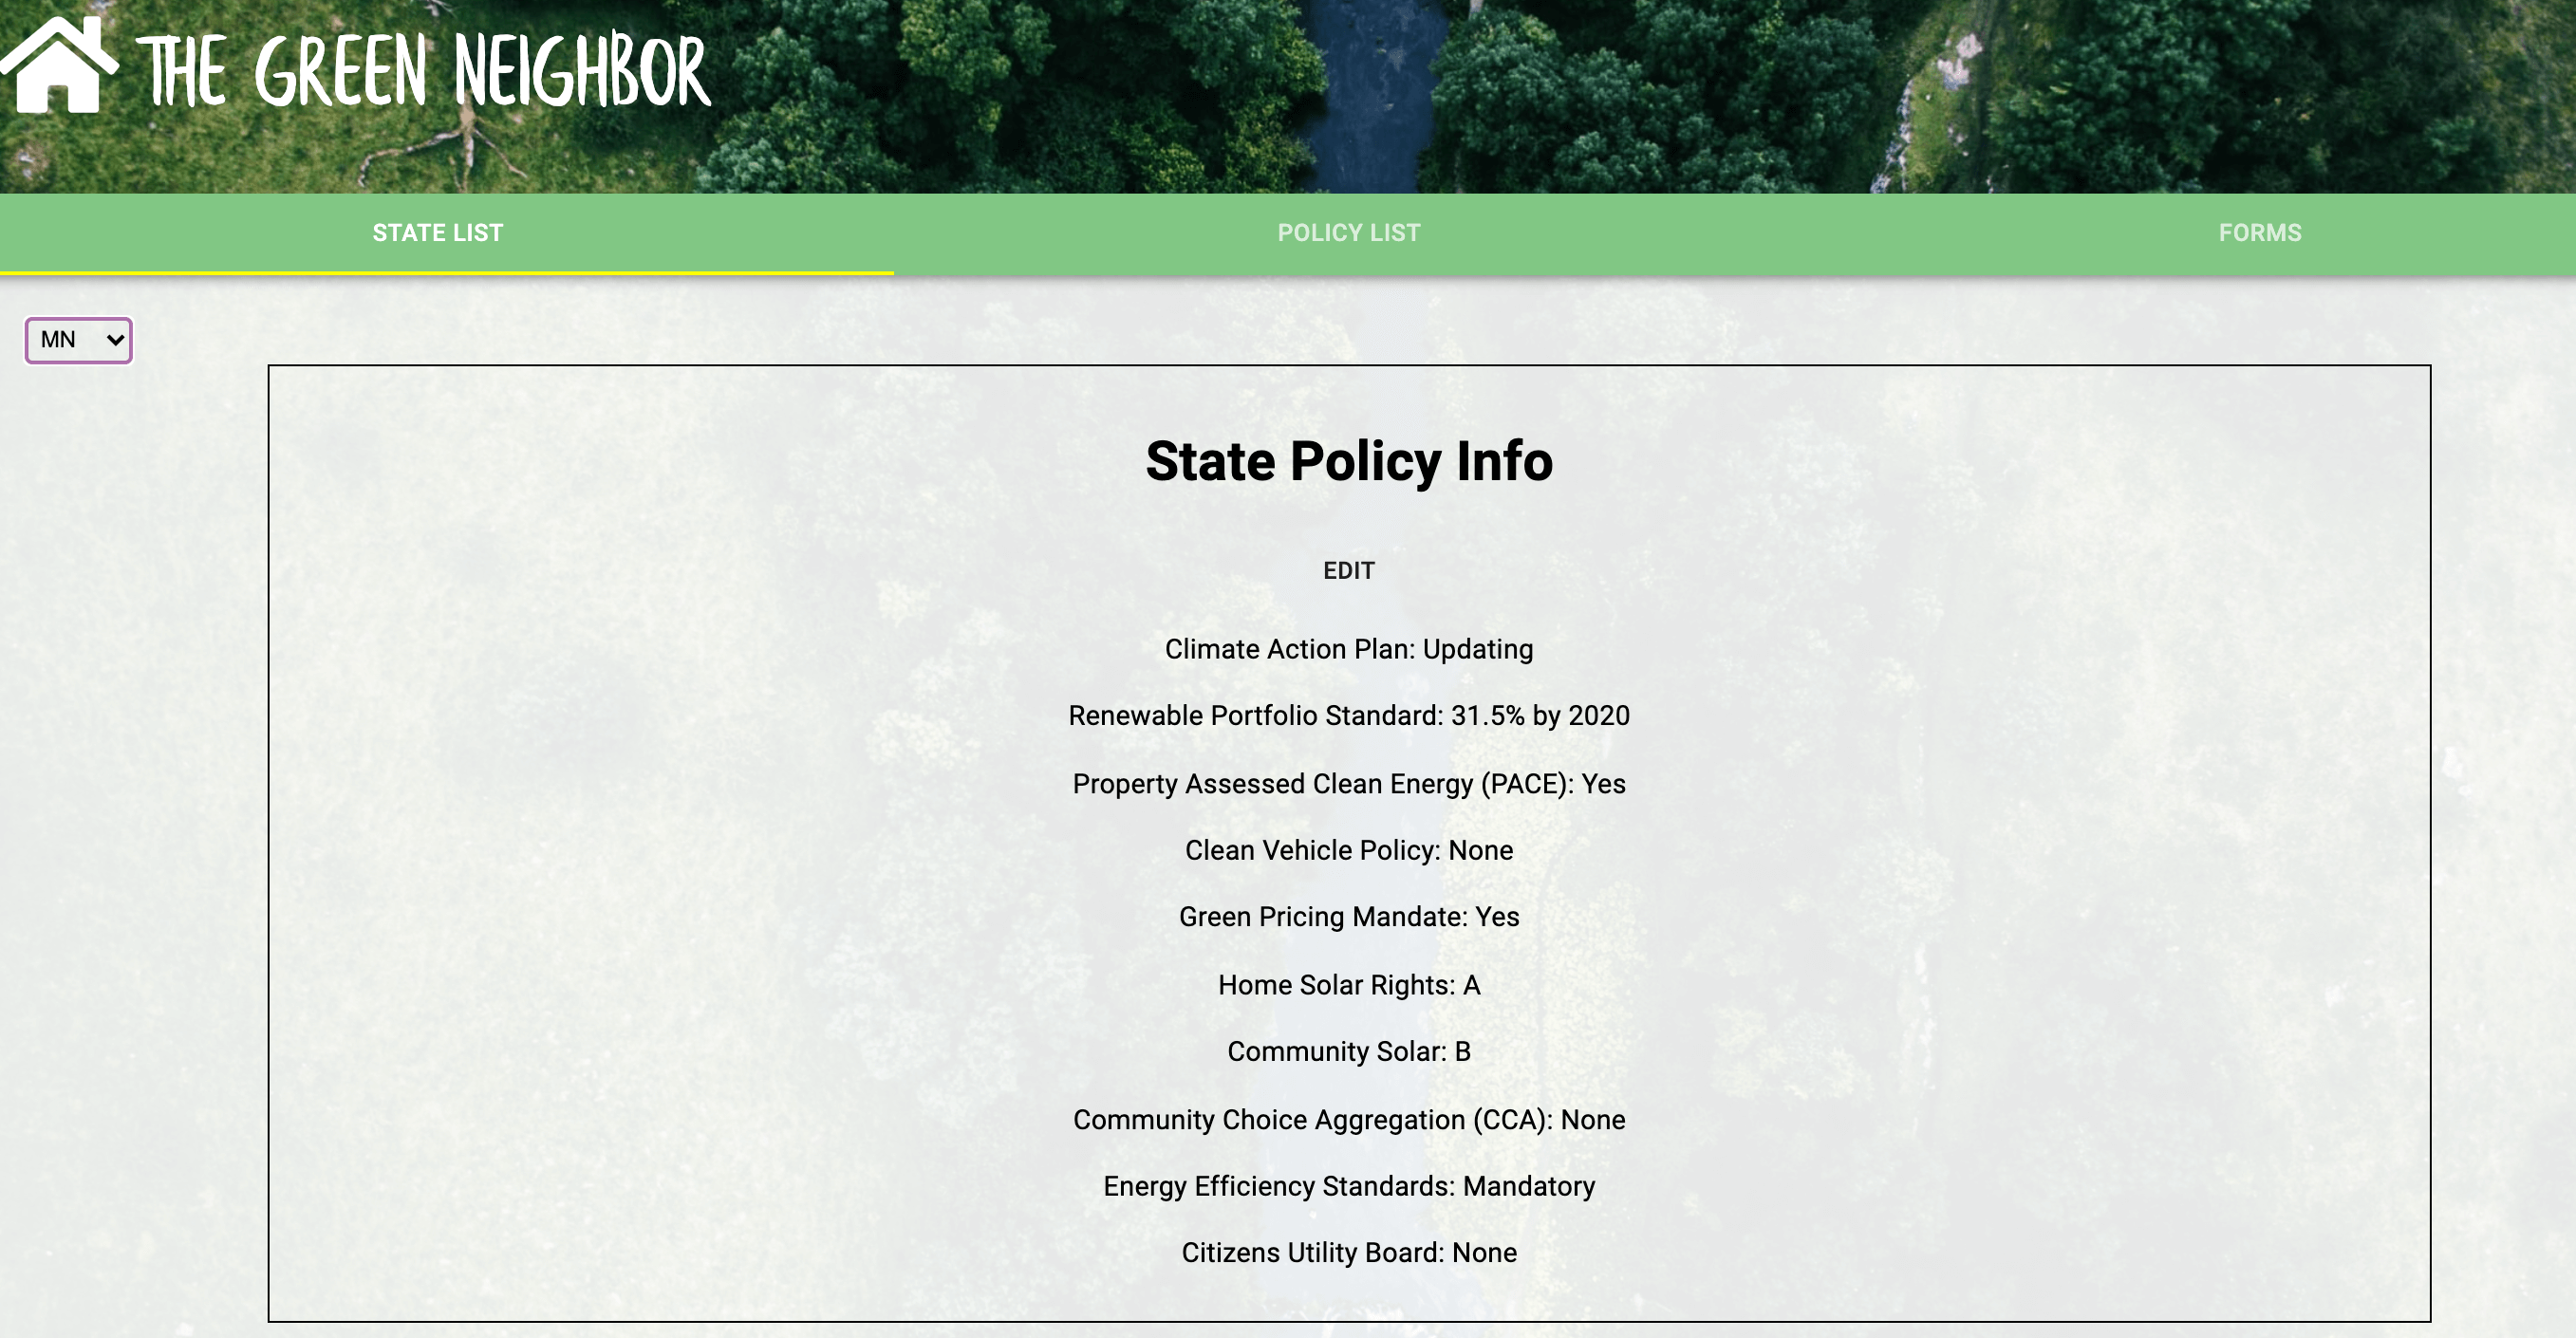 THE GREEN NEIGHBOR
STATE LIST
POLICY LIST
FORMS
MN
State Policy Info
EDIT
Climate Action Plan: Updating
Renewable Portfolio Standard: 31.5% by 2020
Property Assessed Clean Energy (PACE): Yes
Clean Vehicle Policy: None
Green Pricing Mandate: Yes
Home Solar Rights: A
Community Solar: B
Community Choice Aggregation (CCA): None
Energy Efficiency Standards: Mandatory
Citizens Utility Board: None